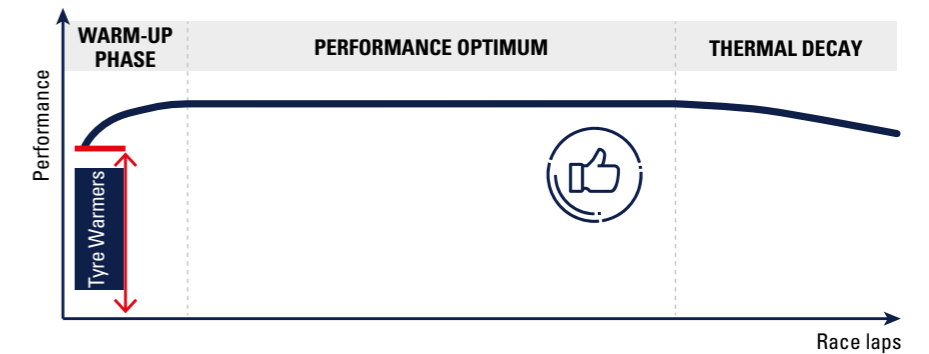 WARM-UP
PHASE
PERFORMANCE OPTIMUM
THERMAL DECAY
Performance
Tyre Warmers
Race laps